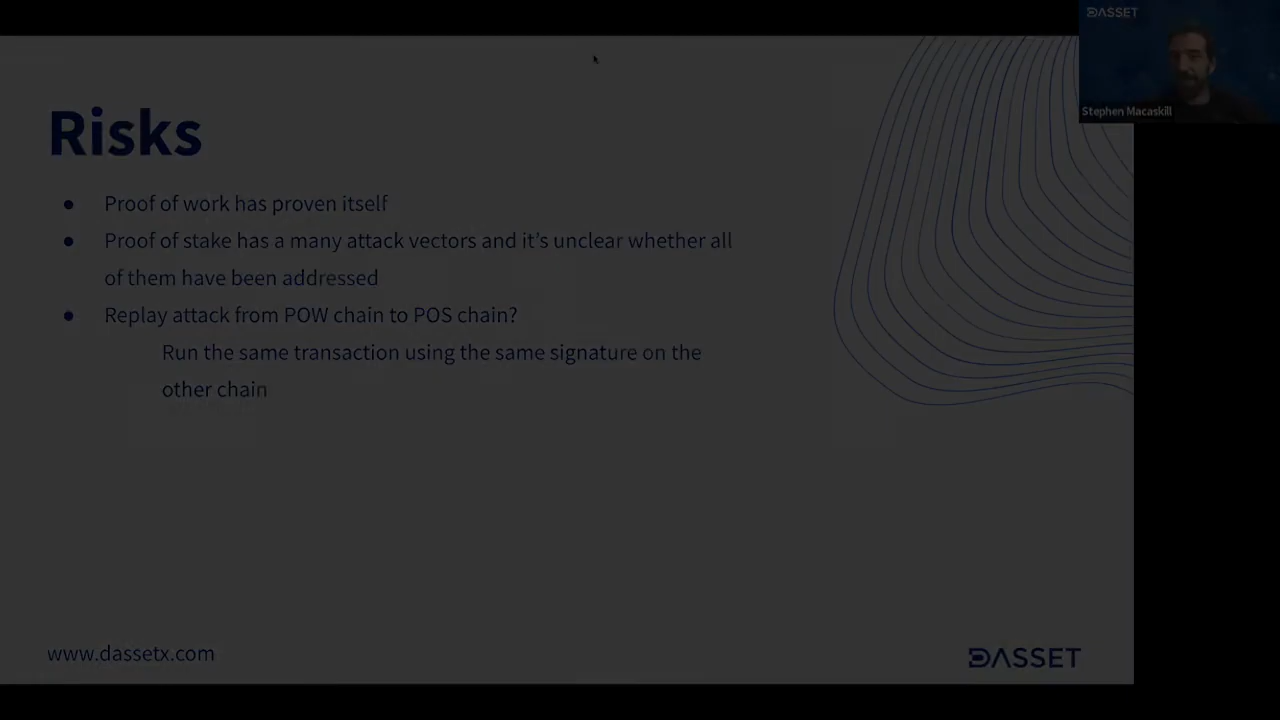 DASSET
Stephen Macaskill
Risks
● Proof of work has proven itself
● Proof of stake has a many attack vectors and it’s unclear whether all
of them have been addressed
● Replay attack from POW chain to POS chain?
Run the same transaction using the same signature on the
other chain
www.dassetx.com
DASSET